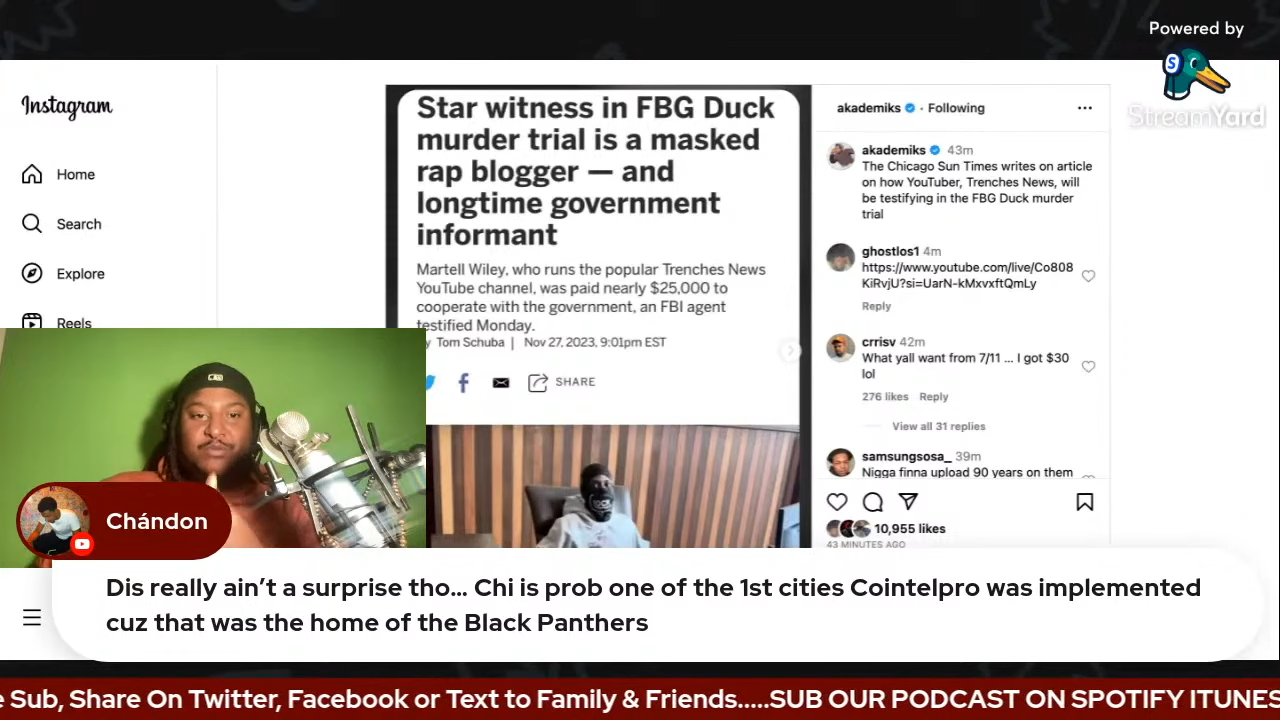 Powered by
StreamYard
Instagram
Home
Search
Explore
Reels
Star witness in FBG Duck
murder trial is a masked
rap blogger — and
longtime government
informant
Martell Wiley, who runs the popular Trenches News
YouTube channel, was paid nearly $25,000 to
cooperate with the government, an FBI agent
testified Monday.
y Tom Schuba | Nov 27, 2023, 9:01pm EST
SHARE
akademiks · Following
akademiks 43m
The Chicago Sun Times writes on article
on how YouTuber, Trenches News, will
be testifying in the FBG Duck murder
trial
ghostlos1 4m
https://www.youtube.com/live/Co808
KiRvjU?si=UarN-kMxvxftQmLy
Reply
crrisv 42m
What yall want from 7/11 ... I got $30
lol
276 likes Reply
View all 31 replies
samsungsosa_ 39m
Nigga finna upload 90 years on them
10,955 likes
43 MINUTES AGO
Chándon
Dis really ain’t a surprise tho... Chi is prob one of the 1st cities Cointelpro was implemented
cuz that was the home of the Black Panthers
e Sub, Share On Twitter, Facebook or Text to Family & Friends.....SUB OUR PODCAST ON SPOTIFY ITUNES